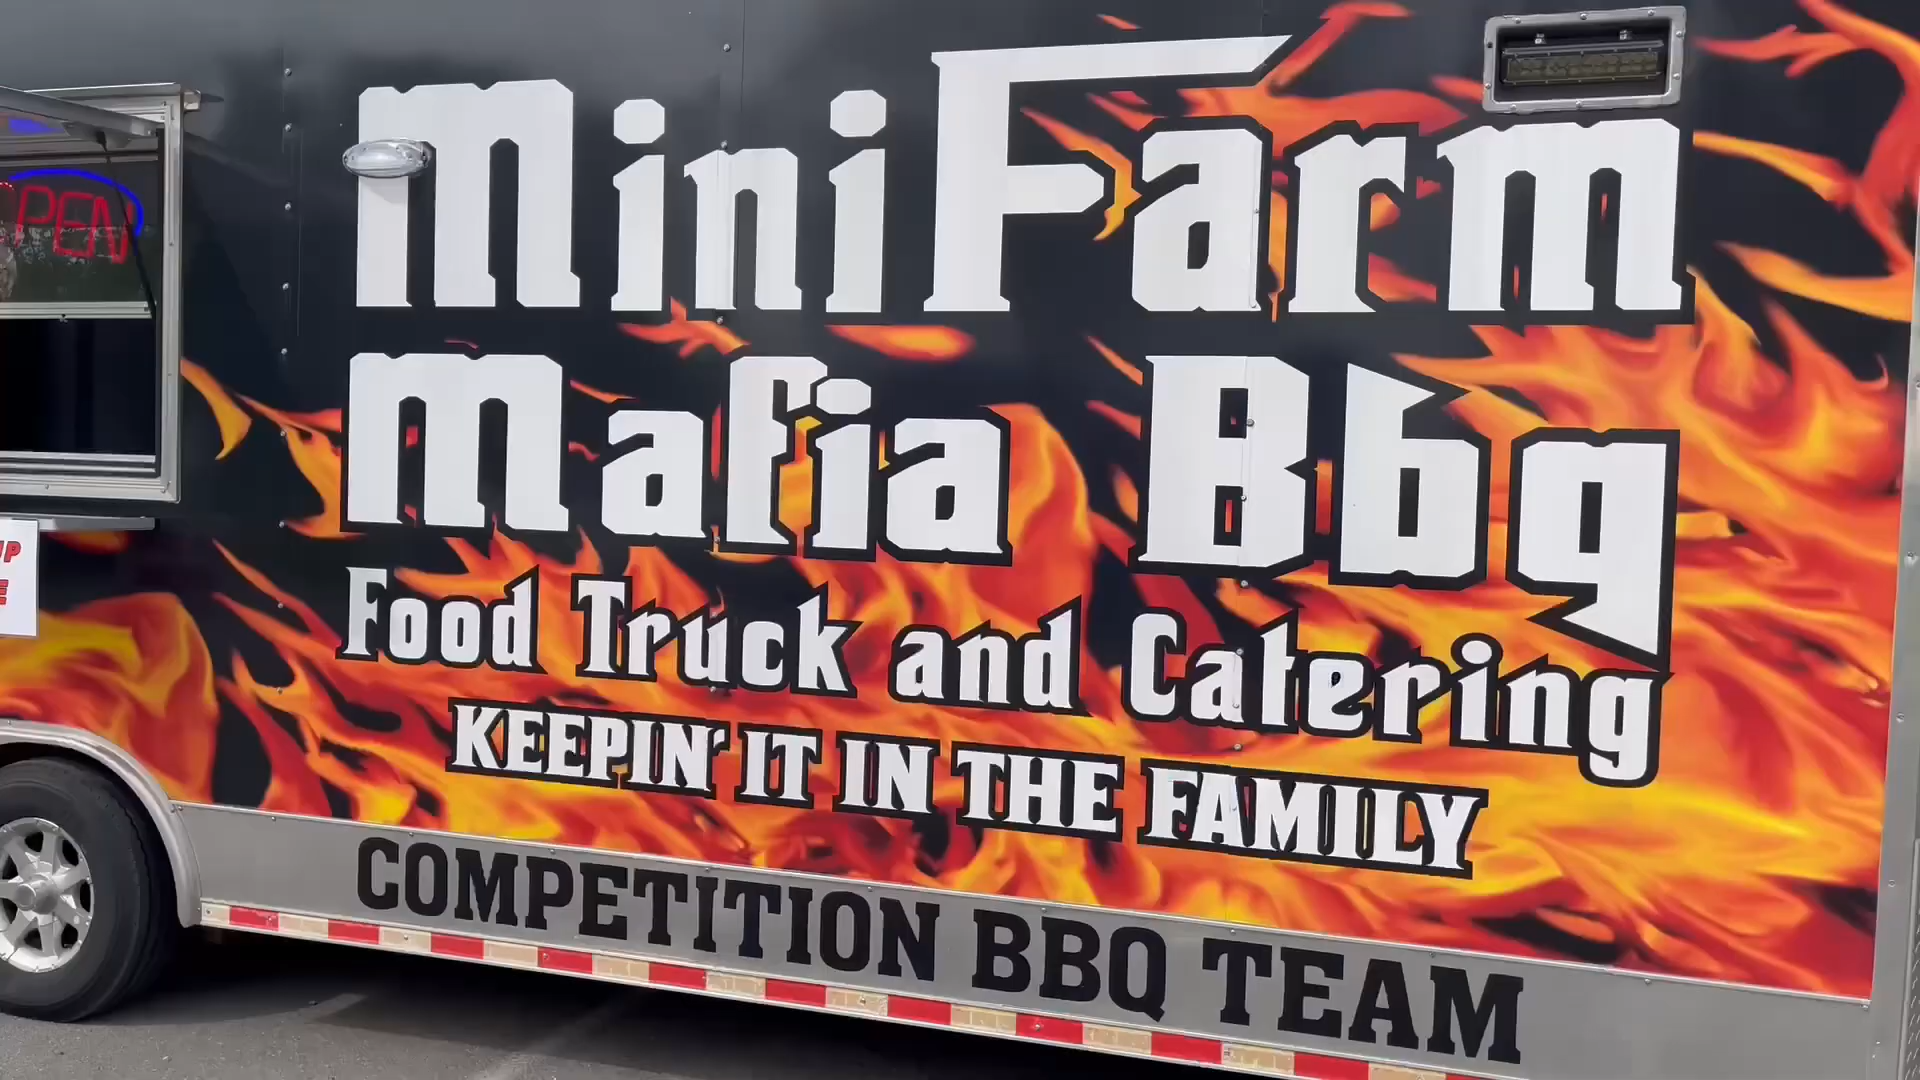 MiniFarm
Mafia Bbq
Food Truck and Catering
KEEPIN' IT IN THE FAMILY
COMPETITION BBQ TEAM